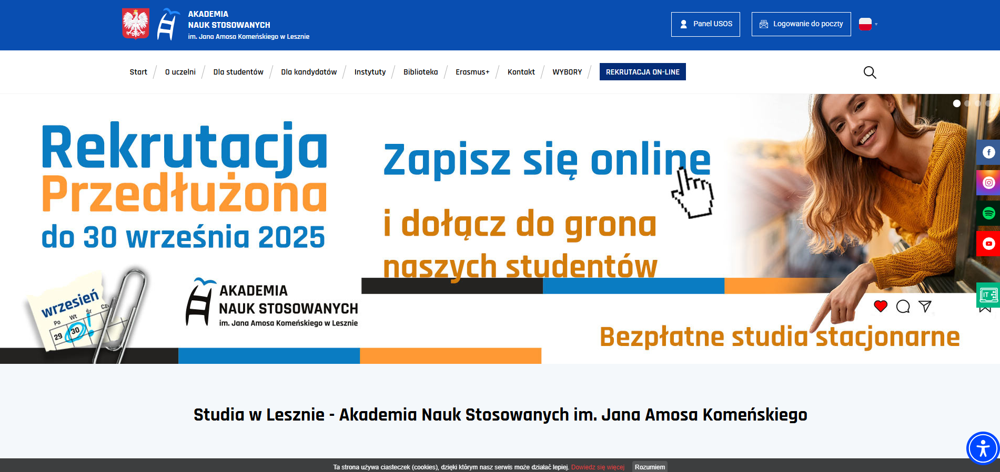 AKADEMIA
NAUK STOSOWANYCH
im. Jana Amosa Komeńskiego w Lesznie
Panel USOS
Logowanie do poczty
Start
O uczelni
Dla studentów
Dla kandydatów
Instytuty
Biblioteka
Erasmus+
Kontakt
WYBORY
REKRUTACJA ON-LINE
Rekrutacja
Przedłużona
do 30 września 2025
Zapisz się online
i dołącz do grona
naszych studentów
wrzesień
Po Wt Śr Cz
29 30
!
AKADEMIA
NAUK STOSOWANYCH
im. Jana Amosa Komeńskiego w Lesznie
IT
Bezpłatne studia stacjonarne
Studia w Lesznie - Akademia Nauk Stosowanych im. Jana Amosa Komeńskiego
Ta strona używa ciasteczek (cookies), dzięki którym nasz serwis może działać lepiej. Dowiedz się więcej Rozumiem